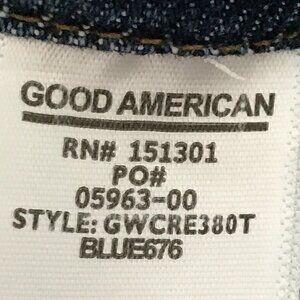 GOOD AMERICAN
RN# 151301
PO#
05963-00
STYLE: GWCRE380T
BLUE676